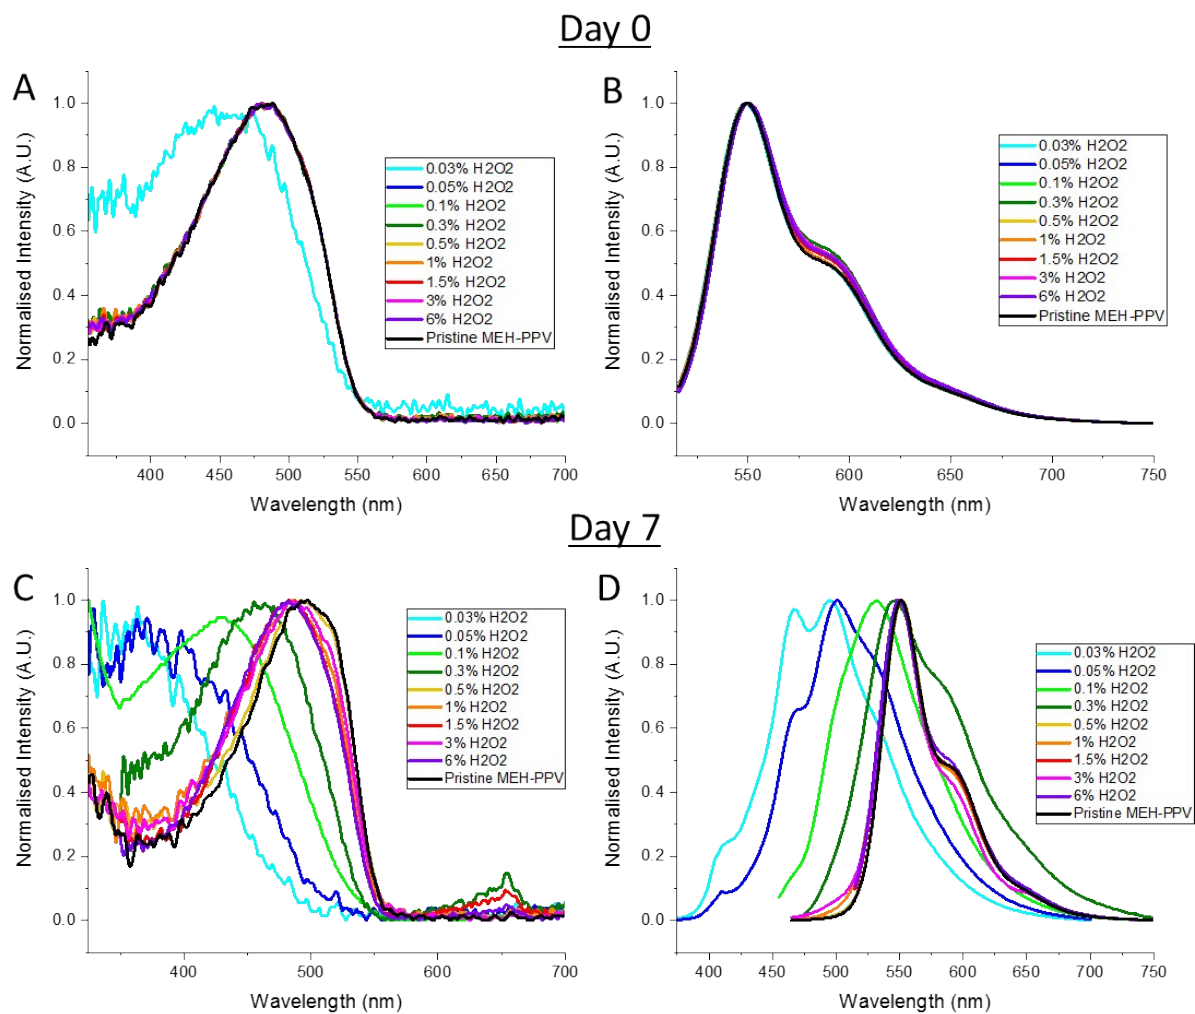 Day 0
A
Normalised Intensity (A.U.)
1.0
0.8
0.6
0.4
0.2
0.0
400
450
500
550
600
650
700
Wavelength (nm)
0.03% H2O2
0.05% H2O2
0.1% H2O2
0.3% H2O2
0.5% H2O2
1% H2O2
1.5% H2O2
3% H2O2
6% H2O2
Pristine MEH-PPV
B
Normalised Intensity (A.U.)
1.0
0.8
0.6
0.4
0.2
0.0
550
600
650
700
750
Wavelength (nm)
0.03% H2O2
0.05% H2O2
0.1% H2O2
0.3% H2O2
0.5% H2O2
1% H2O2
1.5% H2O2
3% H2O2
6% H2O2
Pristine MEH-PPV
Day 7
C
Normalised Intensity (A.U.)
1.0
0.8
0.6
0.4
0.2
0.0
400
500
600
700
Wavelength (nm)
0.03% H2O2
0.05% H2O2
0.1% H2O2
0.3% H2O2
0.5% H2O2
1% H2O2
1.5% H2O2
3% H2O2
6% H2O2
Pristine MEH-PPV
D
Normalised Intensity (A.U.)
1.0
0.8
0.6
0.4
0.2
0.0
400
450
500
550
600
650
700
750
Wavelength (nm)
0.03% H2O2
0.05% H2O2
0.1% H2O2
0.3% H2O2
0.5% H2O2
1% H2O2
1.5% H2O2
3% H2O2
6% H2O2
Pristine MEH-PPV